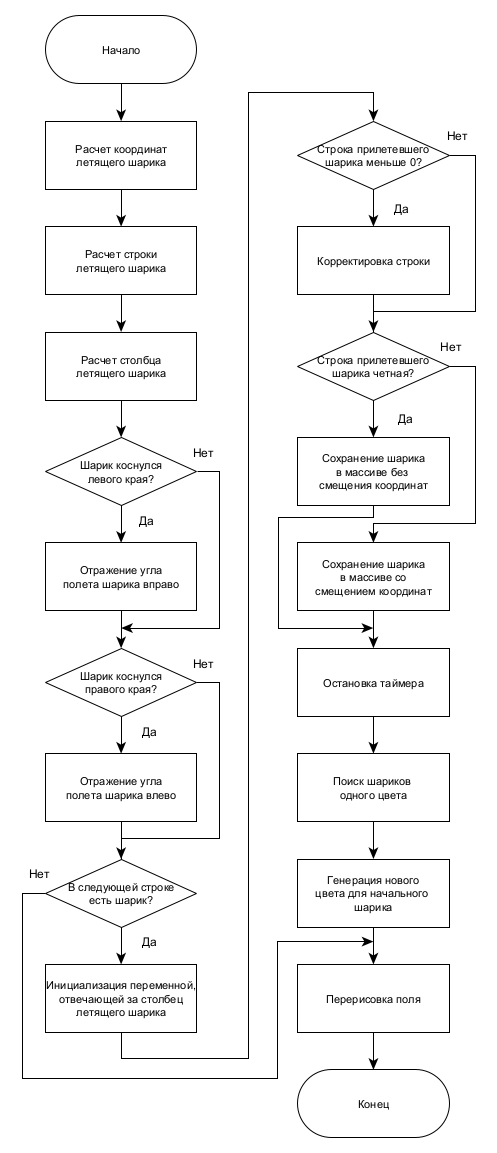 Начало
Расчет координат
летящего шарика
Расчет строки
летящего шарика
Расчет столбца
летящего шарика
Шарик коснулся
левого края?
Нет
Да
Отражение угла
полета шарика вправо
Шарик коснулся
правого края?
Нет
Да
Отражение угла
полета шарика влево
Нет
В следующей строке
есть шарик?
Да
Инициализация переменной,
отвечающей за столбец
летящего шарика
Нет
Строка прилетевшего
шарика меньше 0?
Да
Корректировка строки
Нет
Строка прилетевшего
шарика четная?
Да
Сохранение шарика
в массиве без
смещения координат
Сохранение шарика
в массиве со
смещением координат
Остановка таймера
Поиск шариков
одного цвета
Генерация нового
цвета для начального
шарика
Перерисовка поля
Конец